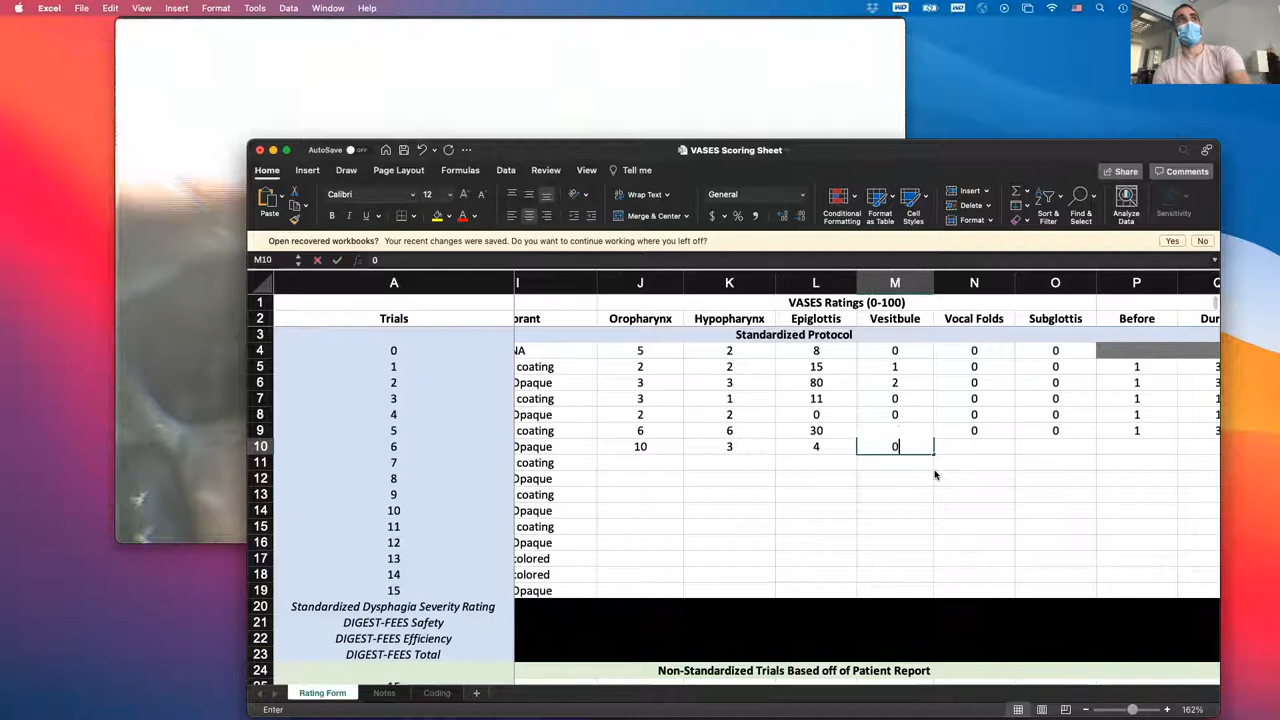 Excel File Edit View Insert Format Tools Data Window Help
AutoSave OFF VASES Scoring Sheet
Home Insert Draw Page Layout Formulas Data Review View Tell me Share Comments
Paste Calibri 12 Wrap Text General Conditional Formatting Format as Table Cell Styles Insert Delete Format Sort & Filter Find & Select Analyze Data Sensitivity
B I U Merge & Center $ % 
Open recovered workbooks? Your recent changes were saved. Do you want to continue working where you left off? Yes No
M10 fx 0
A I J K L M N O P Q
1 VASES Ratings (0-100)
2 Trials orant Oropharynx Hypopharynx Epiglottis Vesitbule Vocal Folds Subglottis Before Dur
3 Standardized Protocol
4 0 NA 5 2 8 0 0 0
5 1 coating 2 2 15 1 0 0 1 3
6 2 Opaque 3 3 80 2 0 0 1 3
7 3 coating 3 1 11 0 0 0 1 1
8 4 Opaque 2 2 0 0 0 0 1 1
9 5 coating 6 6 30 0 0 1 3
10 6 Opaque 10 3 4 0
11 7 coating
12 8 Opaque
13 9 coating
14 10 Opaque
15 11 coating
16 12 Opaque
17 13 colored
18 14 colored
19 15 Opaque
20 Standardized Dysphagia Severity Rating
21 DIGEST-FEES Safety
22 DIGEST-FEES Efficiency
23 DIGEST-FEES Total
24 Non-Standardized Trials Based off of Patient Report
Rating Form Notes Coding +
Enter 162%